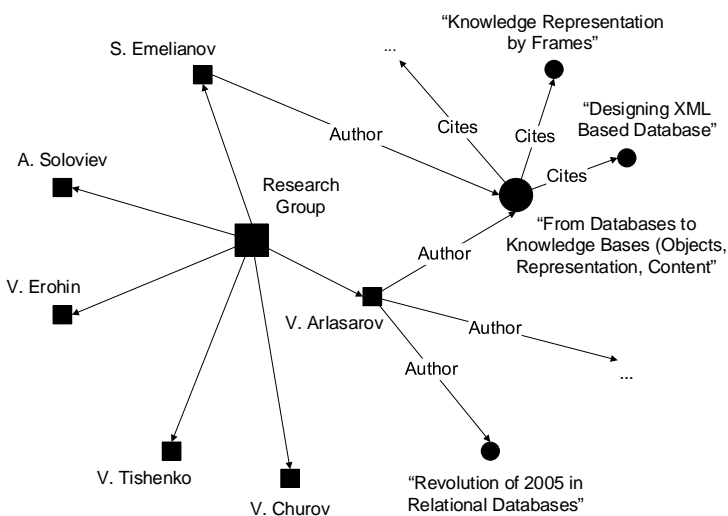 “Knowledge Representation
by Frames”
...
S. Emelianov
“Designing XML
Based Database”
Cites
Author
Cites
A. Soloviev
Cites
Research
Group
“From Databases to
Knowledge Bases (Objects,
Representation, Content”
Author
V. Erohin
V. Arlasarov
Author
Author
...
V. Tishenko
“Revolution of 2005 in
Relational Databases”
V. Churov